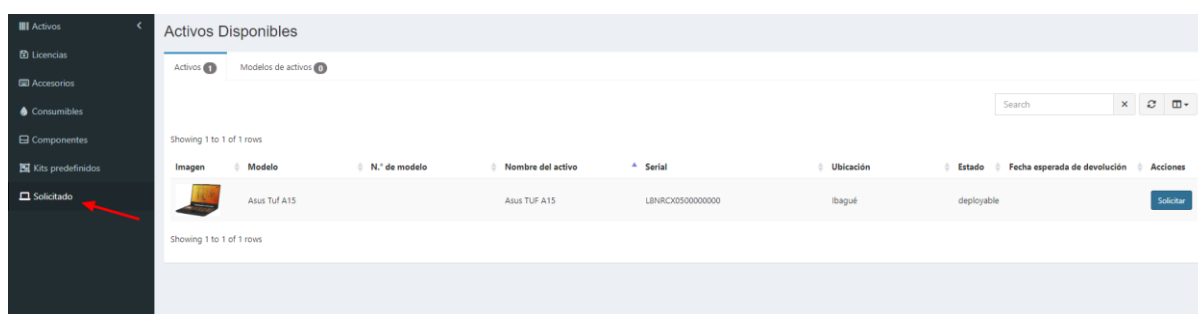 Activos
Licencias
Accesorios
Consumibles
Componentes
Kits predefinidos
Solicitado
Activos Disponibles
Activos 1 Modelos de activos 0
Search
Showing 1 to 1 of 1 rows
Imagen Modelo N.° de modelo Nombre del activo Serial Ubicación Estado Fecha esperada de devolución Acciones
Asus Tuf A15 Asus TUF A15 L8NRCX0500000000 Ibagué deployable Solicitar
Showing 1 to 1 of 1 rows